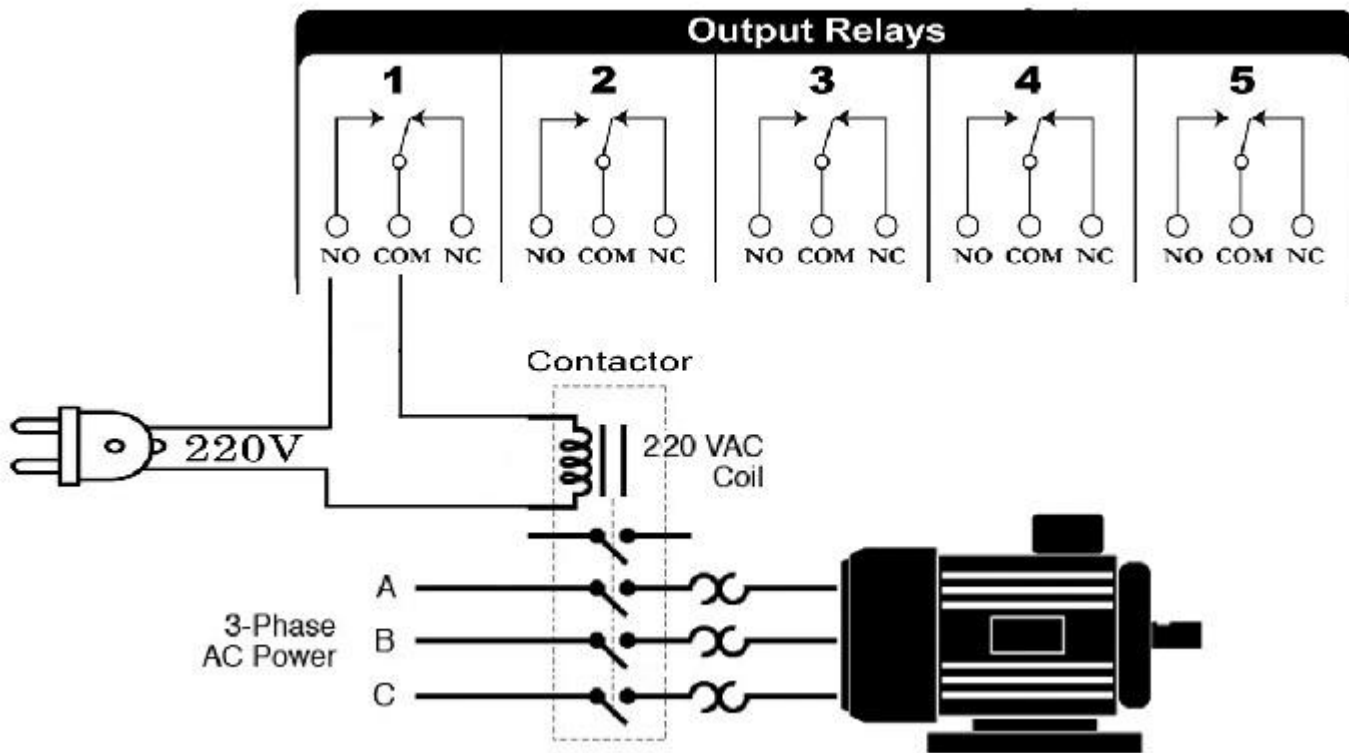 Output Relays
1 2 3 4 5
NO COM NC NO COM NC NO COM NC NO COM NC NO COM NC
Contactor
220V
220 VAC
Coil
A
3-Phase
AC Power
B
C